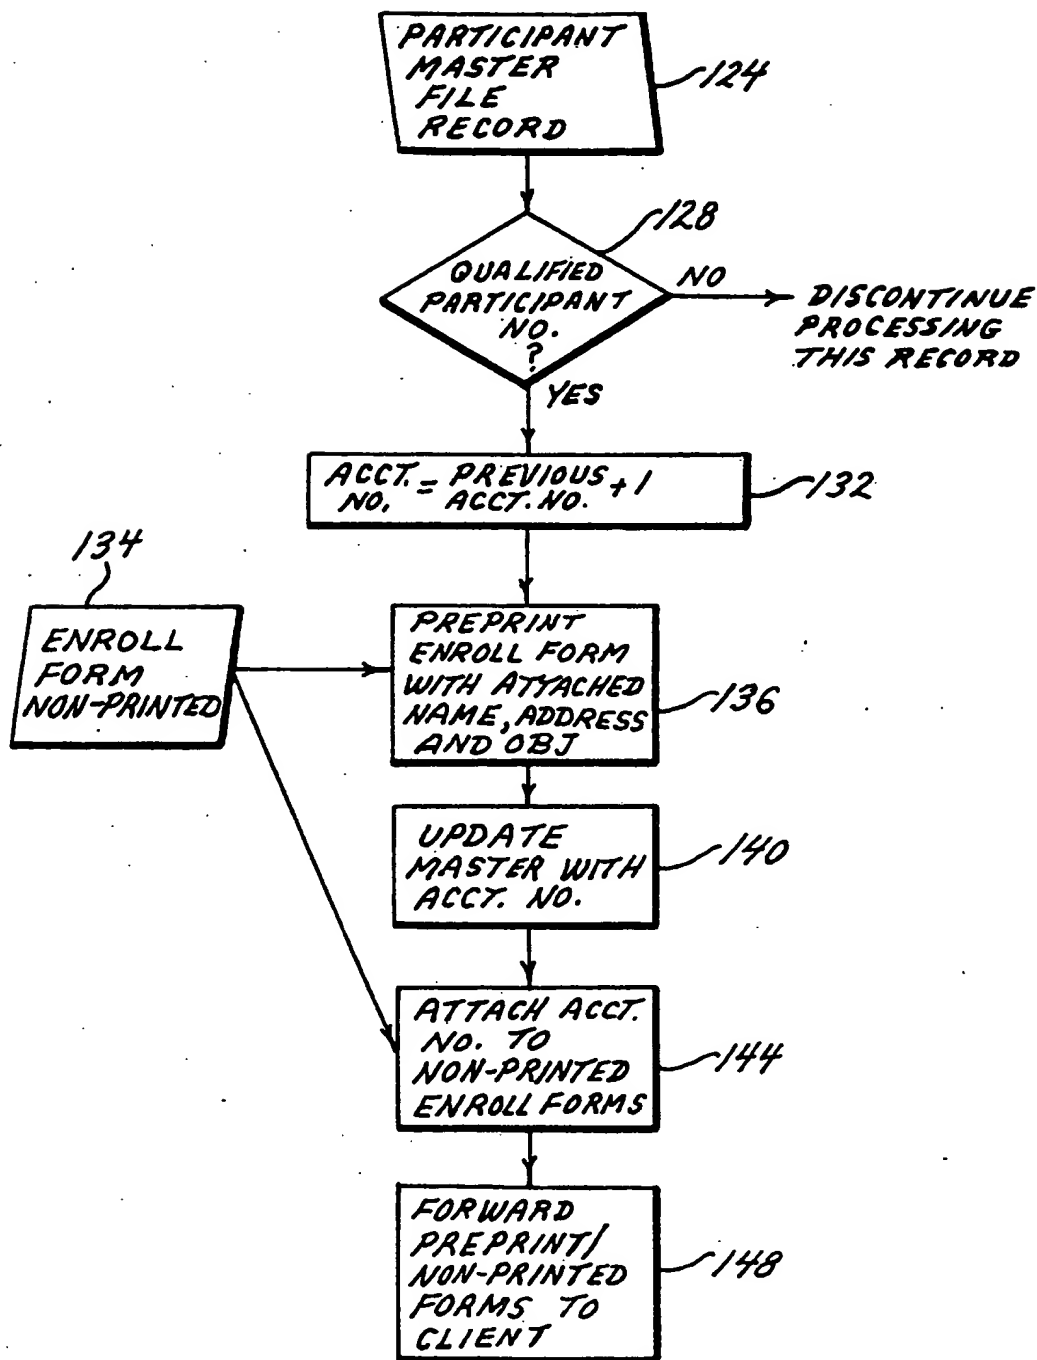 PARTICIPANT
MASTER
FILE
RECORD
124
128
QUALIFIED
PARTICIPANT
NO.
?
NO
DISCONTINUE
PROCESSING
THIS RECORD
YES
ACCT. NO. = PREVIOUS ACCT. NO. + 1
132
134
ENROLL
FORM
NON-PRINTED
PREPRINT
ENROLL FORM
WITH ATTACHED
NAME, ADDRESS
AND OBJ
136
UPDATE
MASTER WITH
ACCT. NO.
140
ATTACH ACCT.
NO. TO
NON-PRINTED
ENROLL FORMS
144
FORWARD
PREPRINT/
NON-PRINTED
FORMS TO
CLIENT
148